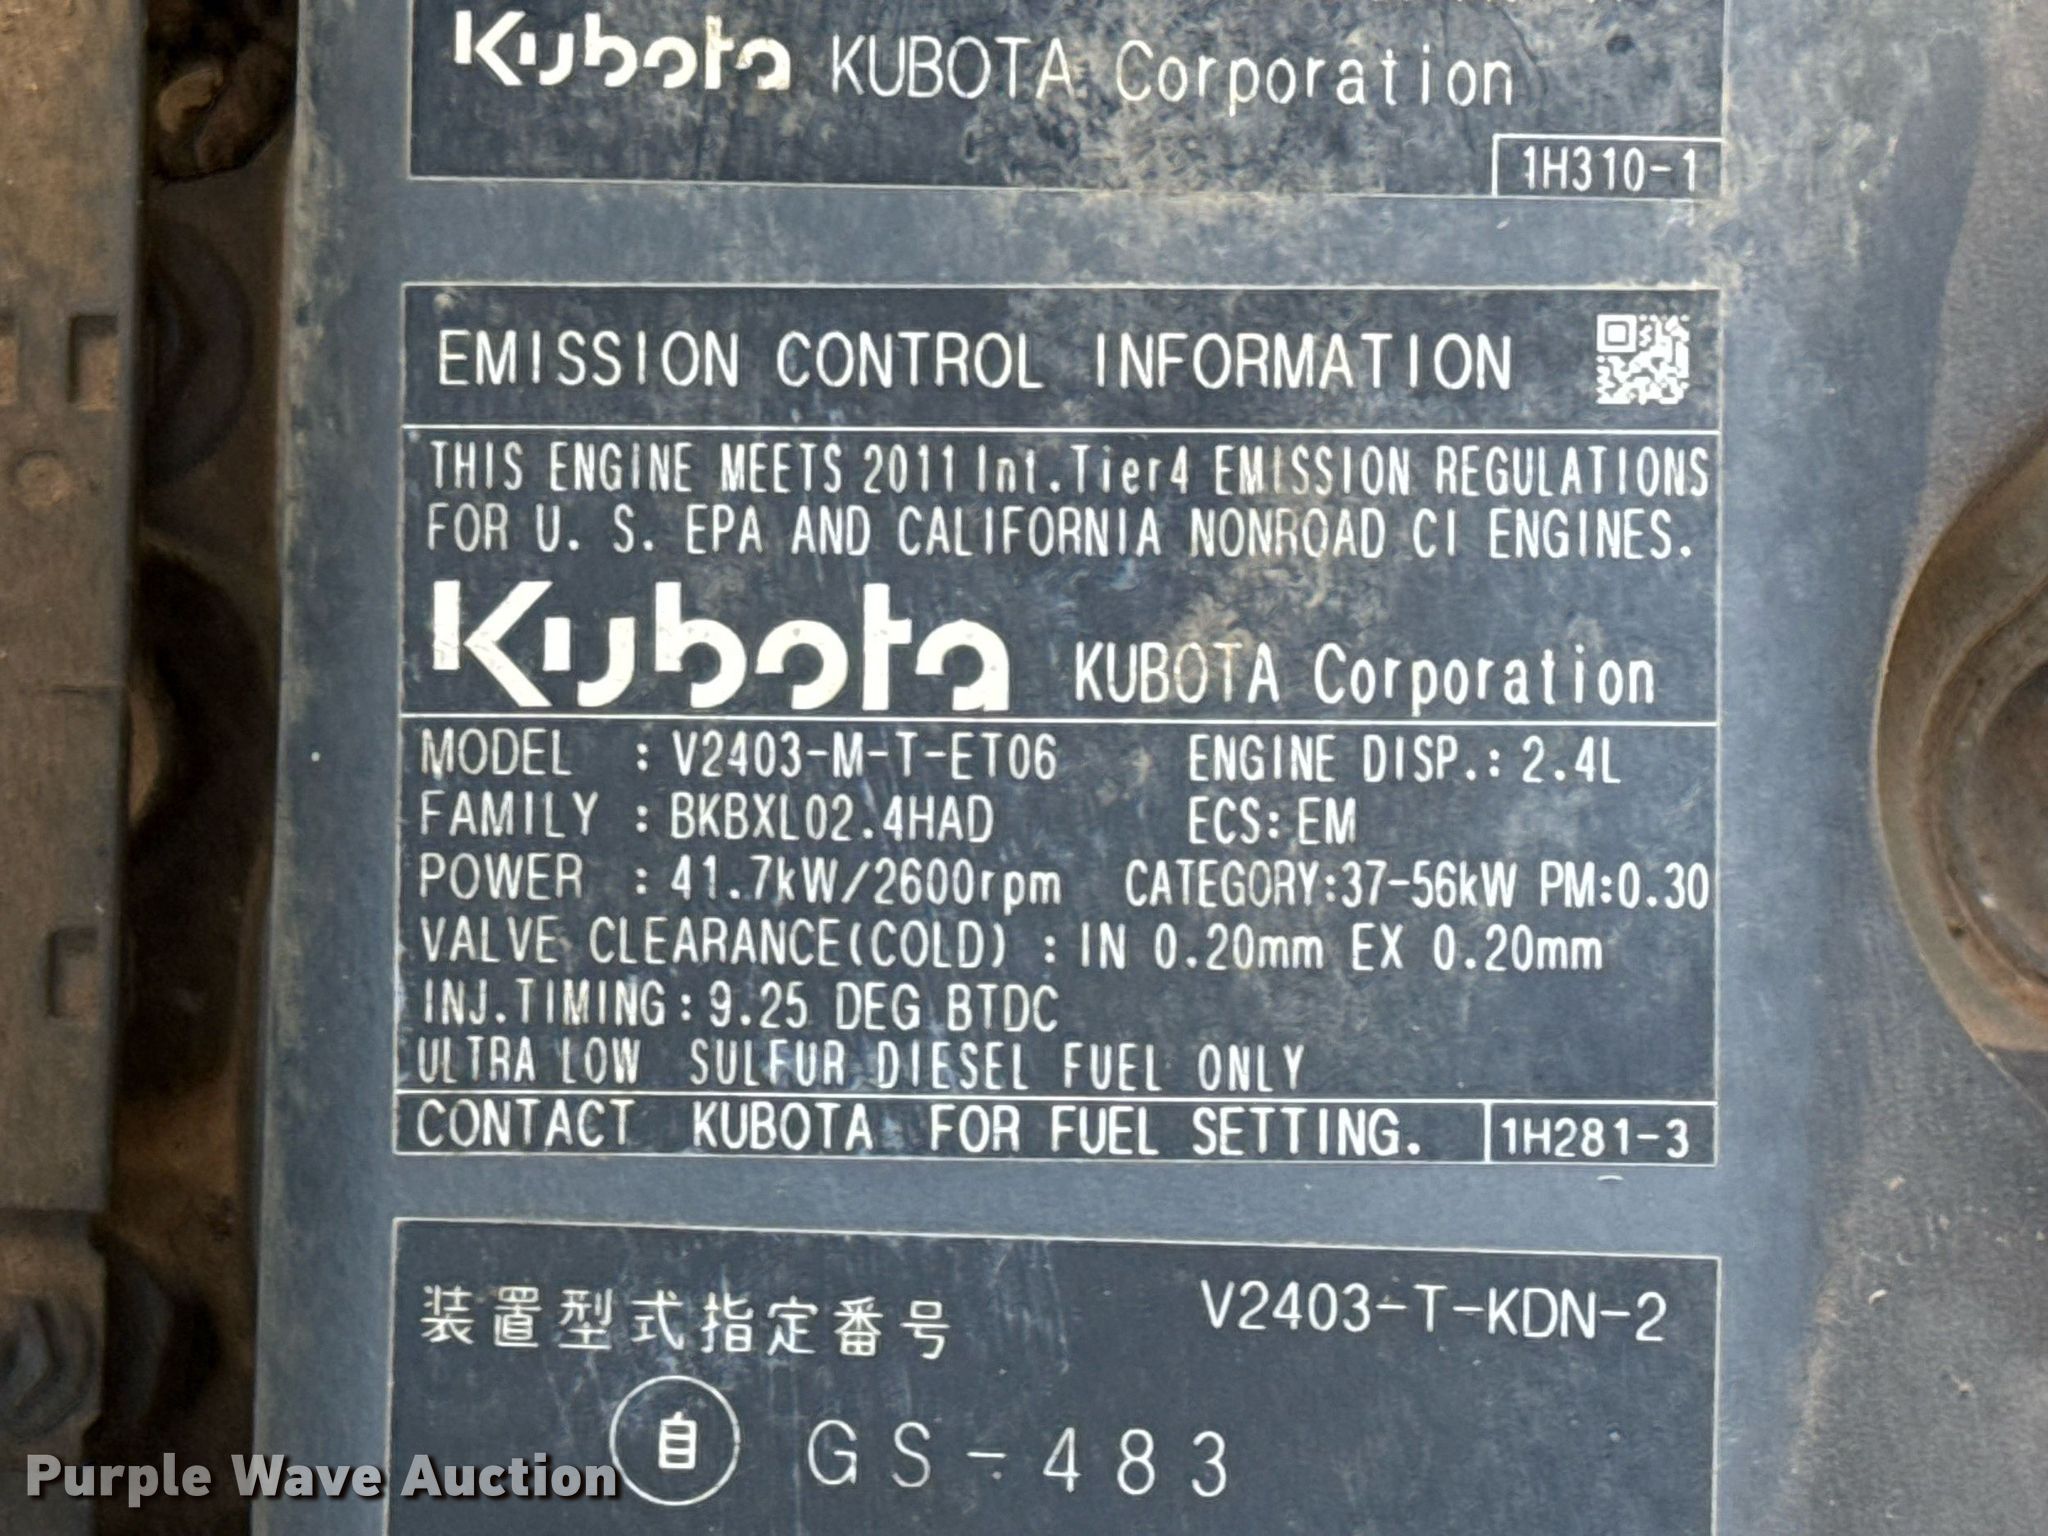 Kubota KUBOTA Corporation
1H310-1
EMISSION CONTROL INFORMATION
THIS ENGINE MEETS 2011 Int.Tier4 EMISSION REGULATIONS
FOR U. S. EPA AND CALIFORNIA NONROAD CI ENGINES.
Kubota KUBOTA Corporation
MODEL : V2403-M-T-ET06 ENGINE DISP.: 2.4L
FAMILY : BKBXL02.4HAD ECS: EM
POWER : 41.7kW/2600rpm CATEGORY:37-56kW PM:0.30
VALVE CLEARANCE(COLD) : IN 0.20mm EX 0.20mm
INJ.TIMING: 9.25 DEG BTDC
ULTRA LOW SULFUR DIESEL FUEL ONLY
CONTACT KUBOTA FOR FUEL SETTING. 1H281-3
装置型式指定番号 V2403-T-KDN-2
自 GS-483
Purple Wave Auction